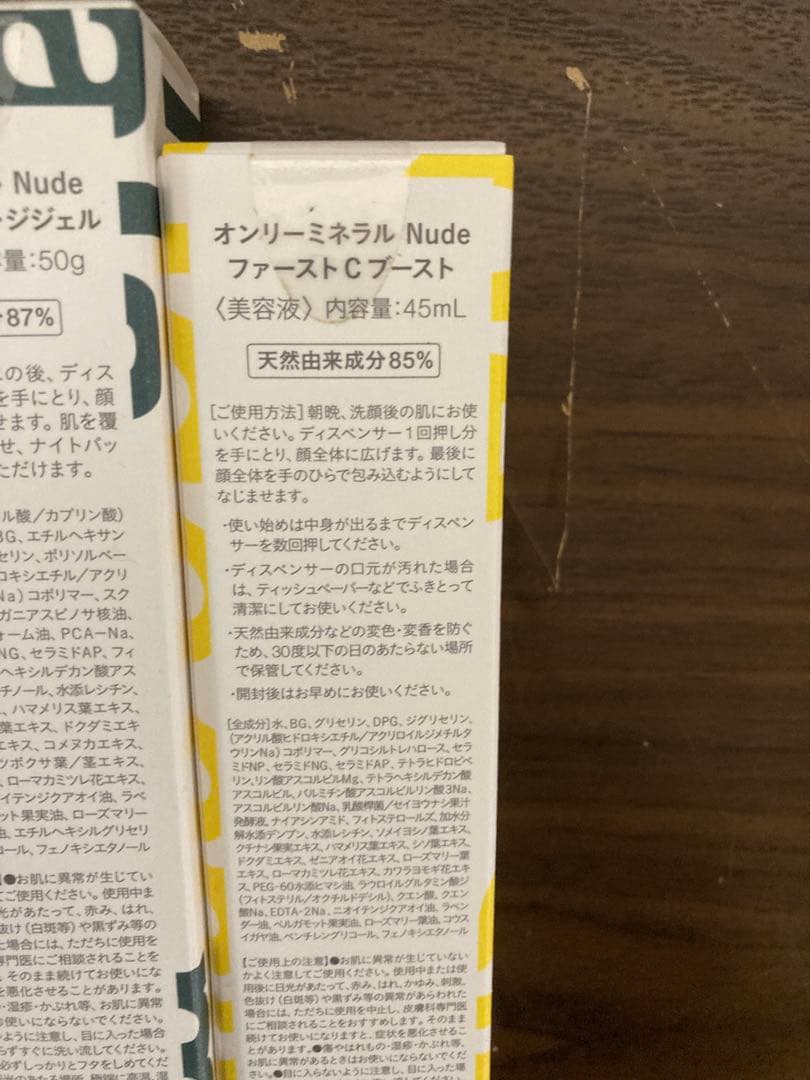 a
Nude
ジジェル
量:50g
87%
の後、ディス
を手にとり、顔
せます。肌を覆
せ、ナイトパッ
ただけます。
ル酸/カプリン酸)
BG、エチルヘキサン
セリン、ポリソルベー
ロキシエチル/アクリ
Na)コポリマー、スク
ガニアスピノサ核油、
ォーム油、PCA-Na、
NG、セラミドAP、フィ
ヘキシルデカン酸アス
チノール、水添レシチン、
、ハマメリス葉エキス、
葉エキス、ドクダミエキ
エキス、コメヌカエキス、
ツボクサ葉/茎エキス、
、ローマカミツレ花エキス、
オイテンジクアオイ油、ラベ
ット果実油、ローズマリー
油、エチルヘキシルグリセリ
コール、フェノキシエタノール
●お肌に異常が生じてい
てご使用ください。使用中ま
光があたって、赤み、はれ、
抜け(白斑等)や黒ずみ等の
た場合には、ただちに使用を
専門医にご相談されることを
、そのまま続けてお使いにな
を悪化させることがあります。
・湿疹・かぶれ等、お肌に異常
お使いにならないでください。
ように注意し、目に入った場合
らずすぐに洗い流してください。
必ずしっかりとフタをしめてくだ
オンリーミネラル Nude
ファーストCブースト
〈美容液〉内容量:45mL
天然由来成分85%
[ご使用方法]朝晩、洗顔後の肌にお使
いください。ディスペンサー1回押し分
を手にとり、顔全体に広げます。最後に
顔全体を手のひらで包み込むようにして
なじませます。
・使い始めは中身が出るまでディスペン
サーを数回押してください。
・ディスペンサーの口元が汚れた場合
は、ティッシュペーパーなどでふきとって
清潔にしてお使いください。
・天然由来成分などの変色・変香を防ぐ
ため、30度以下の日のあたらない場所
で保管してください。
・開封後はお早めにお使いください。
[全成分]水、BG、グリセリン、DPG、ジグリセリン、
(アクリル酸ヒドロキシエチル/アクリロイルジメチルタ
ウリンNa)コポリマー、グリコシルトレハロース、セラ
ミドNP、セラミドNG、セラミドAP、テトラヒドロピペ
リン、リン酸アスコルビルMg、テトラヘキシルデカン酸
アスコルビル、パルミチン酸アスコルビルリン酸3Na、
アスコルビルリン酸Na、乳酸桿菌/セイヨウナシ果汁
発酵液、ナイアシンアミド、フィトステロールズ、加水分
解水添デンプン、水添レシチン、ソメイヨシノ葉エキス、
クチナシ果実エキス、ハマメリス葉エキス、シソ葉エキス、
ドクダミエキス、ゼニアオイ花エキス、ローズマリー葉
エキス、ローマカミツレ花エキス、カワラヨモギ花エキ
ス、PEG-60水添ヒマシ油、ラウロイルグルタミン酸ジ
(フィトステリル/オクチルドデシル)、クエン酸、クエン
酸Na、EDTA-2Na、ニオイテンジクアオイ油、ラベン
ダー油、ベルガモット果実油、ローズマリー葉油、コウス
イガヤ油、ペンチレングリコール、フェノキシエタノール
【ご使用上の注意】●お肌に異常が生じていない
かよく注意してご使用ください。使用中または使
用後に日光があたって、赤み、はれ、かゆみ、刺激、
色抜け(白斑等)や黒ずみ等の異常があらわれた
場合には、ただちに使用を中止し、皮膚科専門医
にご相談されることをおすすめします。そのまま
続けてお使いになりますと、症状を悪化させるこ
とがあります。●傷やはれもの・湿疹・かぶれ等、
お肌に異常があるときはお使いにならないでくだ
さい。●目に入らないように注意し、目に入った場